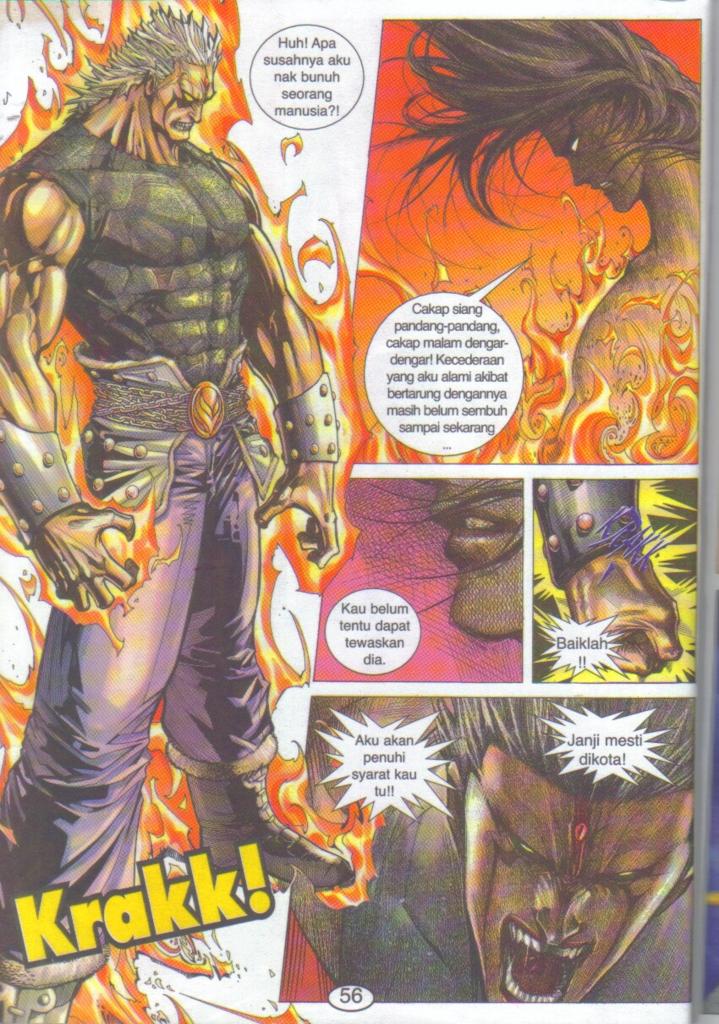 Huh! Apa
susahnya aku
nak bunuh
seorang
manusia?!
Cakap siang
pandang-pandang,
cakap malam dengar-
dengar! Kecederaan
yang aku alami akibat
bertarung dengannya
masih belum sembuh
sampai sekarang
...
Kau belum
tentu dapat
tewaskan
dia.
Baiklah
!!
Aku akan
penuhi
syarat kau
tu!!
Janji mesti
dikota!
Krakk!
56